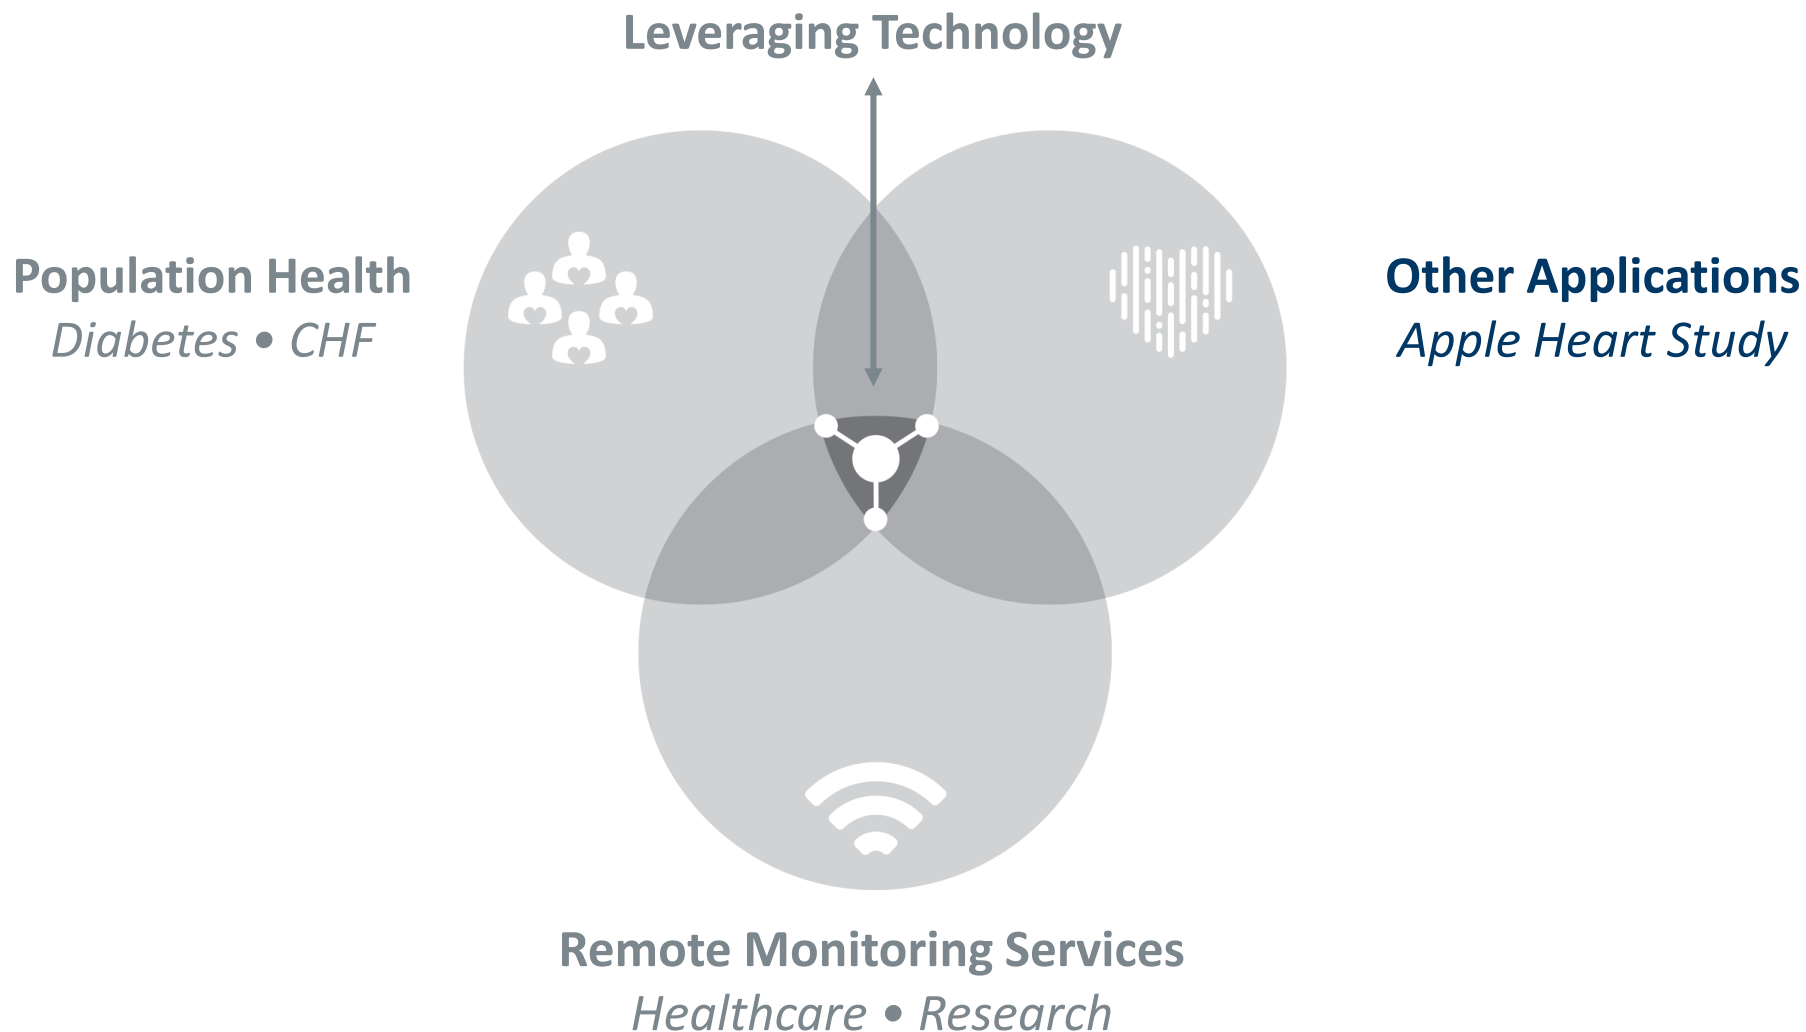 Leveraging Technology
Population Health
Diabetes • CHF
Other Applications
Apple Heart Study
Remote Monitoring Services
Healthcare • Research